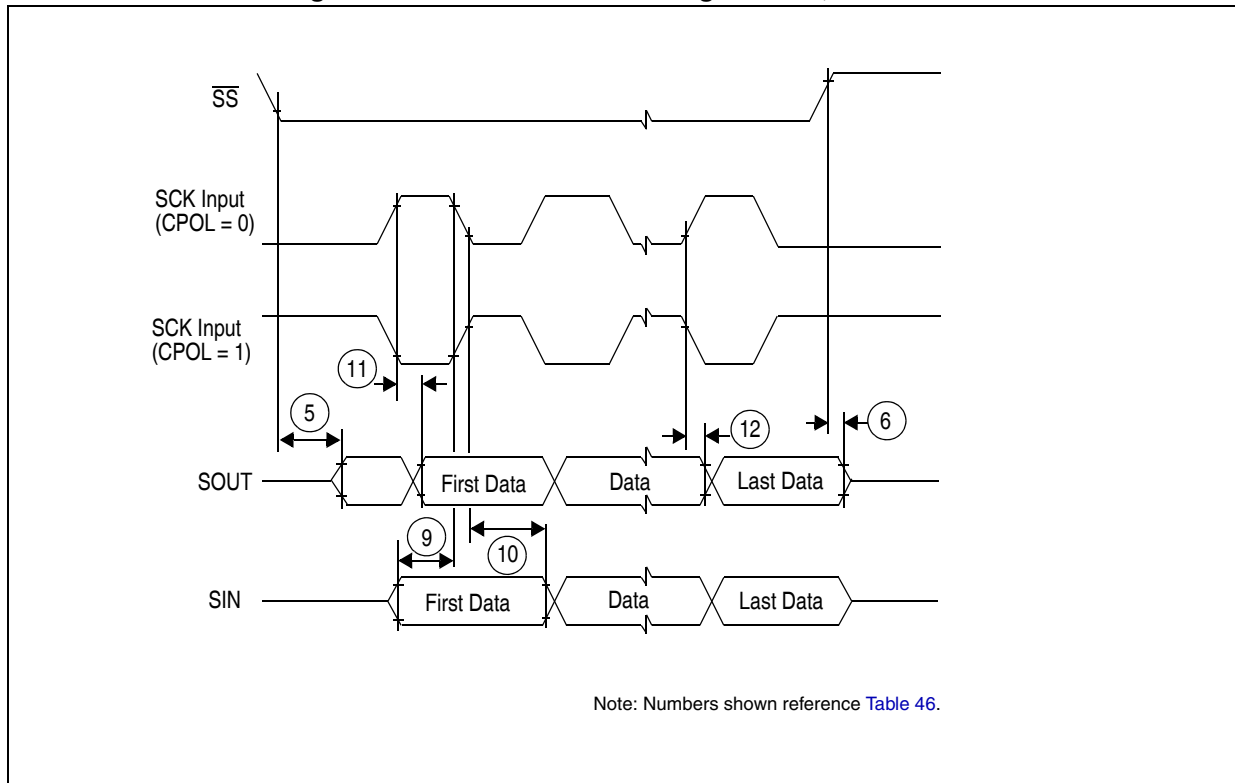 SS
SCK Input
(CPOL = 0)
SCK Input
(CPOL = 1)
11
5
12
6
SOUT
First Data
Data
Last Data
9
10
SIN
First Data
Data
Last Data
Note: Numbers shown reference Table 46.